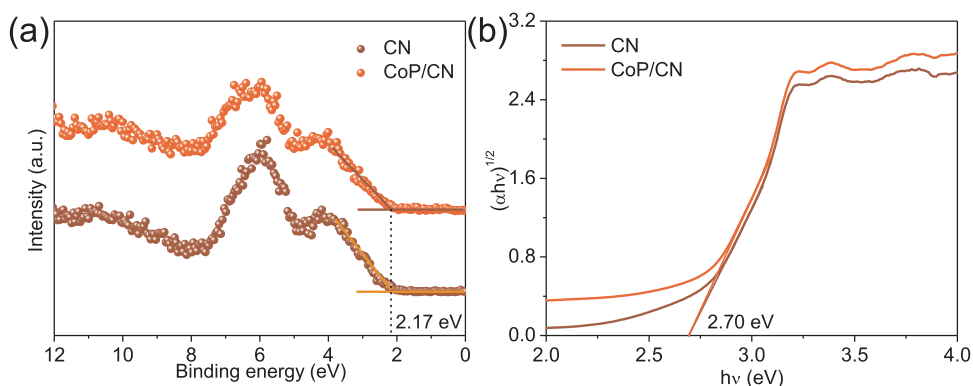 (a)
CN
CoP/CN
Intensity (a.u.)
2.17 eV
12 10 8 6 4 2 0
Binding energy (eV)
(b)
CN
CoP/CN
(αhν)^1/2
3.2
2.4
1.6
0.8
0.0
2.70 eV
2.0 2.5 3.0 3.5 4.0
hν (eV)